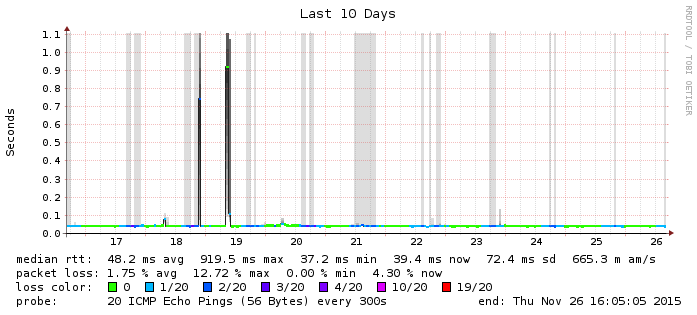 Last 10 Days
RRDTOOL / TOBI OETIKER
Seconds
1.1
1.0
0.9
0.8
0.7
0.6
0.5
0.4
0.3
0.2
0.1
0.0
17 18 19 20 21 22 23 24 25 26
median rtt: 48.2 ms avg 919.5 ms max 37.2 ms min 39.4 ms now 72.4 ms sd 665.3 m am/s
packet loss: 1.75 % avg 12.72 % max 0.00 % min 4.30 % now
loss color: 0 1/20 2/20 3/20 4/20 10/20 19/20
probe: 20 ICMP Echo Pings (56 Bytes) every 300s end: Thu Nov 26 16:05:05 2015